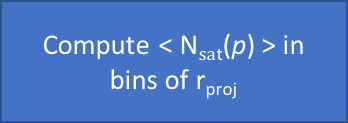 Compute < Nsat(p) > in
bins of rproj